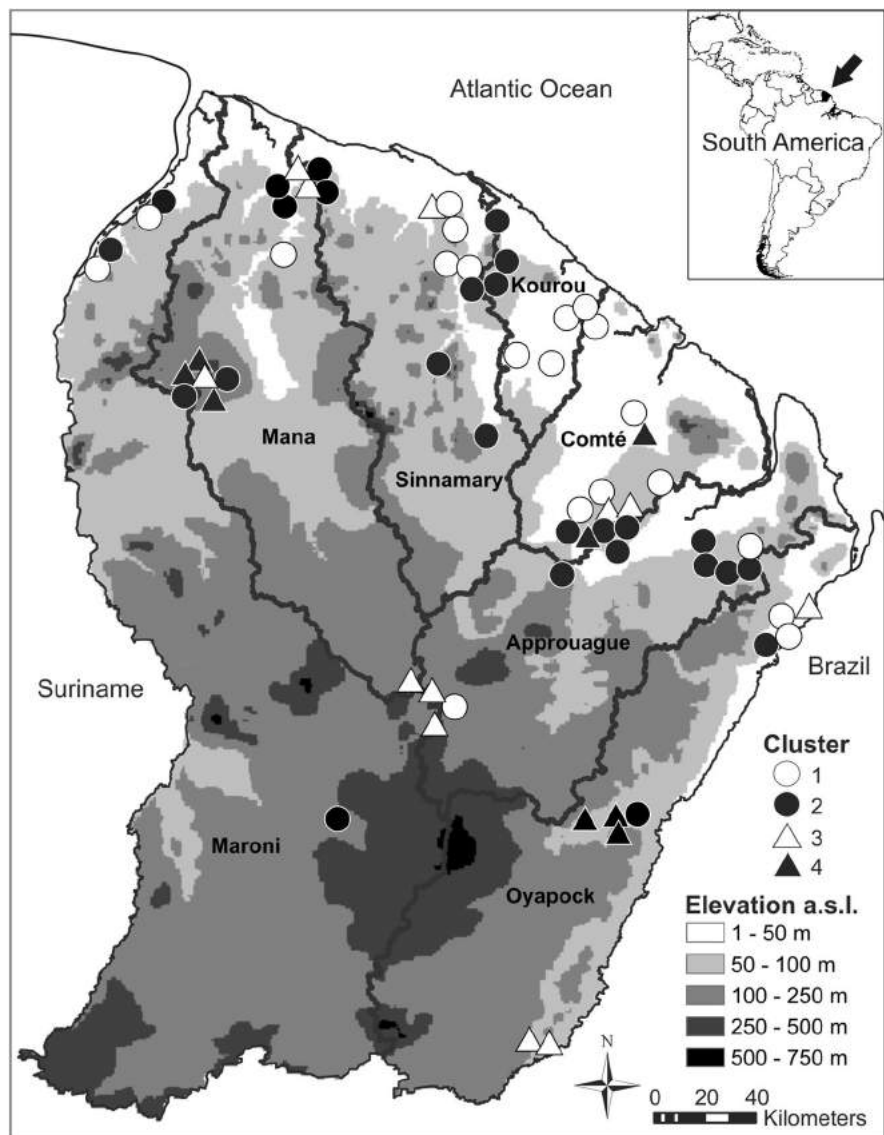 Atlantic Ocean
South America
Kourou
Mana
Comté
Sinnamary
Approuague
Suriname
Brazil
Maroni
Oyapock
Cluster
1
2
3
4
Elevation a.s.l.
1 - 50 m
50 - 100 m
100 - 250 m
250 - 500 m
500 - 750 m
N
0 20 40
Kilometers